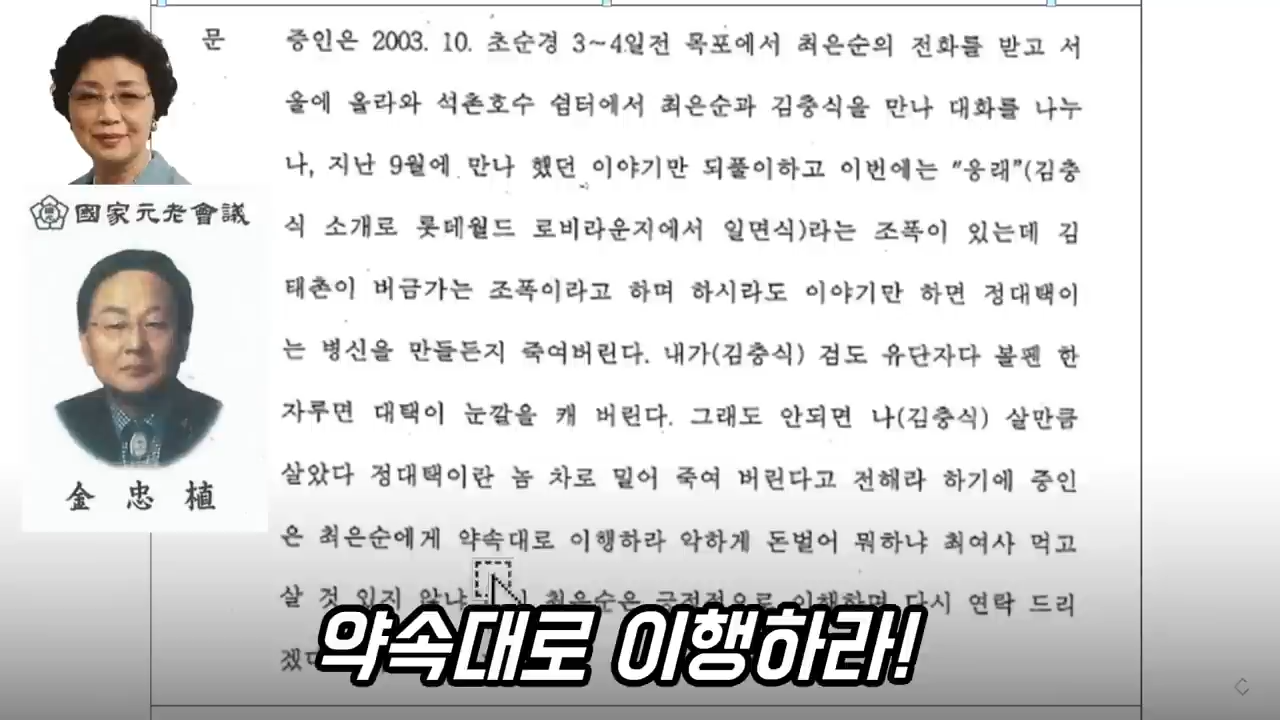 문
증인은 2003. 10. 초순경 3~4일전 목포에서 최은순의 전화를 받고 서
울에 올라와 석촌호수 쉼터에서 최은순과 김충식을 만나 대화를 나누
나, 지난 9월에 만나 했던 이야기만 되풀이하고 이번에는 "응래"(김충
식 소개로 롯데월드 로비라운지에서 일면식)라는 조폭이 있는데 김
태촌이 버금가는 조폭이라고 하며 하시라도 이야기만 하면 정대택이
는 병신을 만들든지 죽여버린다. 내가(김충식) 검도 유단자다 볼펜 한
자루면 대택이 눈깔을 캐 버린다. 그래도 안되면 나(김충식) 살만큼
살았다 정대택이란 놈 차로 밀어 죽여 버린다고 전해라 하기에 증인
은 최은순에게 약속대로 이행하라 악하게 돈벌어 뭐하냐 최여사 먹고
살 것 있지 않냐 최은순은 긍정적으로 이해하면 다시 연락 드리
겠다
國家元老會議
金忠植
약속대로 이행하라!